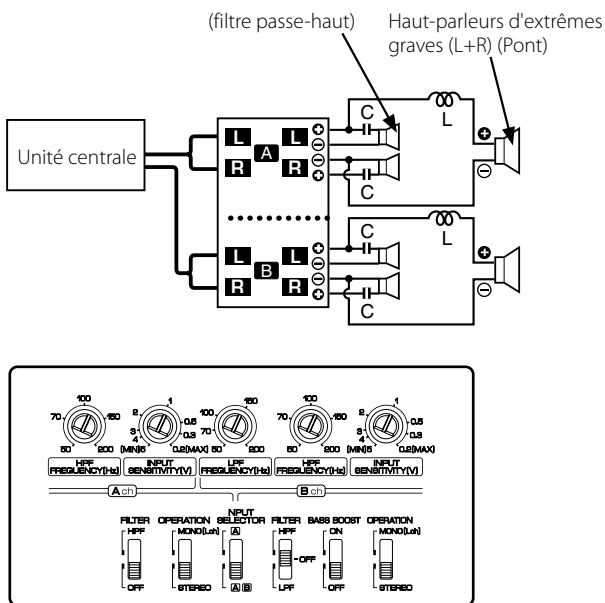 (filtre passe-haut)
Haut-parleurs d'extrêmes
graves (L+R) (Pont)
Unité centrale
L L
A
R R
C
C
L
L L
B
R R
C
C
L
100
70 150
50 200
HPF
FREQUENCY(Hz)
1
2 0.5
3 0.3
4
(MIN)5 0.2(MAX)
INPUT
SENSITIVITY(V)
150
100
70
50 200
LPF
FREQUENCY(Hz)
100
70 150
50 200
HPF
FREQUENCY(Hz)
1
2 0.5
3 0.3
4
(MIN)5 0.2(MAX)
INPUT
SENSITIVITY(V)
A ch
B ch
FILTER
HPF
OFF
OPERATION
MONO(Lch)
STEREO
INPUT
SELECTOR
A
A B
FILTER
HPF
OFF
LPF
BASS BOOST
ON
OFF
OPERATION
MONO(Lch)
STEREO